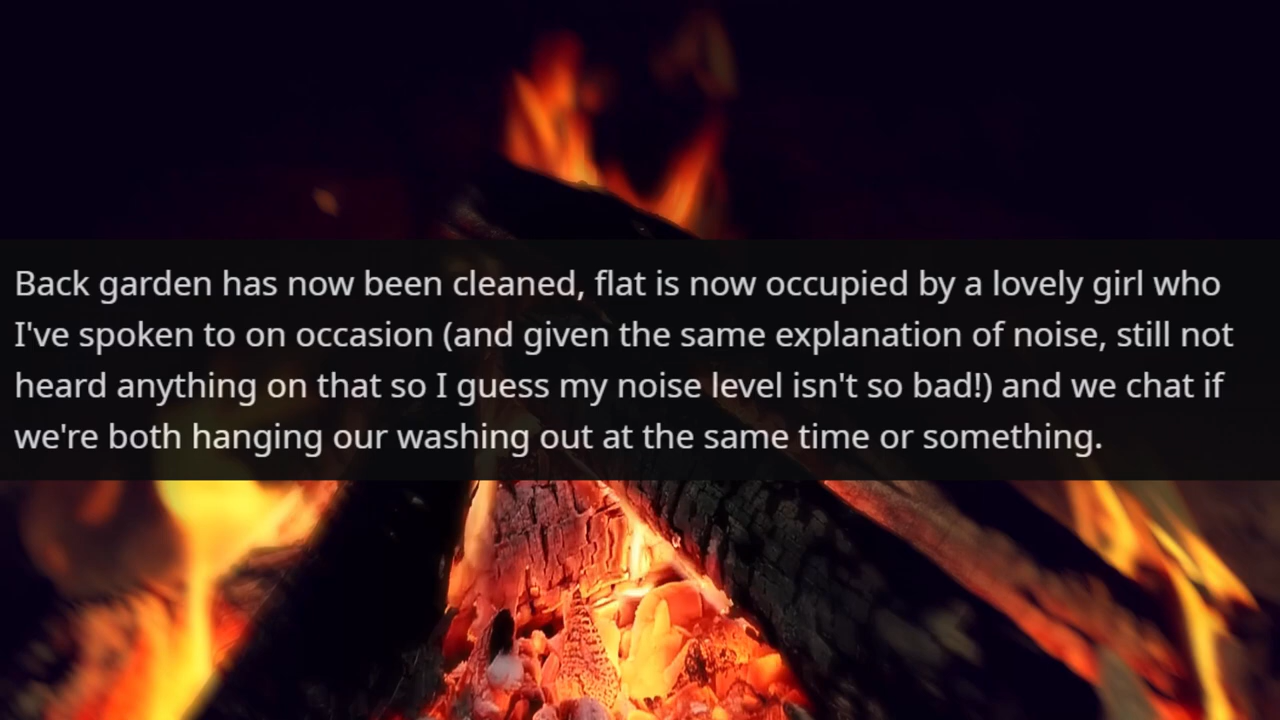 Back garden has now been cleaned, flat is now occupied by a lovely girl who
I've spoken to on occasion (and given the same explanation of noise, still not
heard anything on that so I guess my noise level isn't so bad!) and we chat if
we're both hanging our washing out at the same time or something.